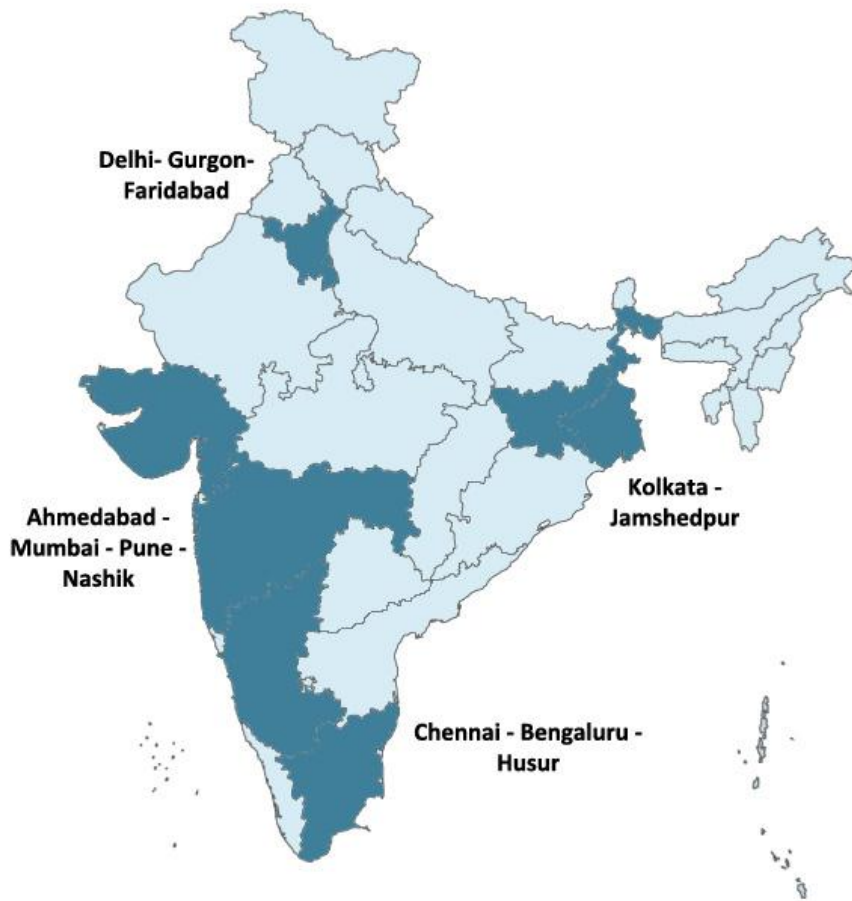 Delhi- Gurgon-
Faridabad
Kolkata -
Jamshedpur
Ahmedabad -
Mumbai - Pune -
Nashik
Chennai - Bengaluru -
Husur